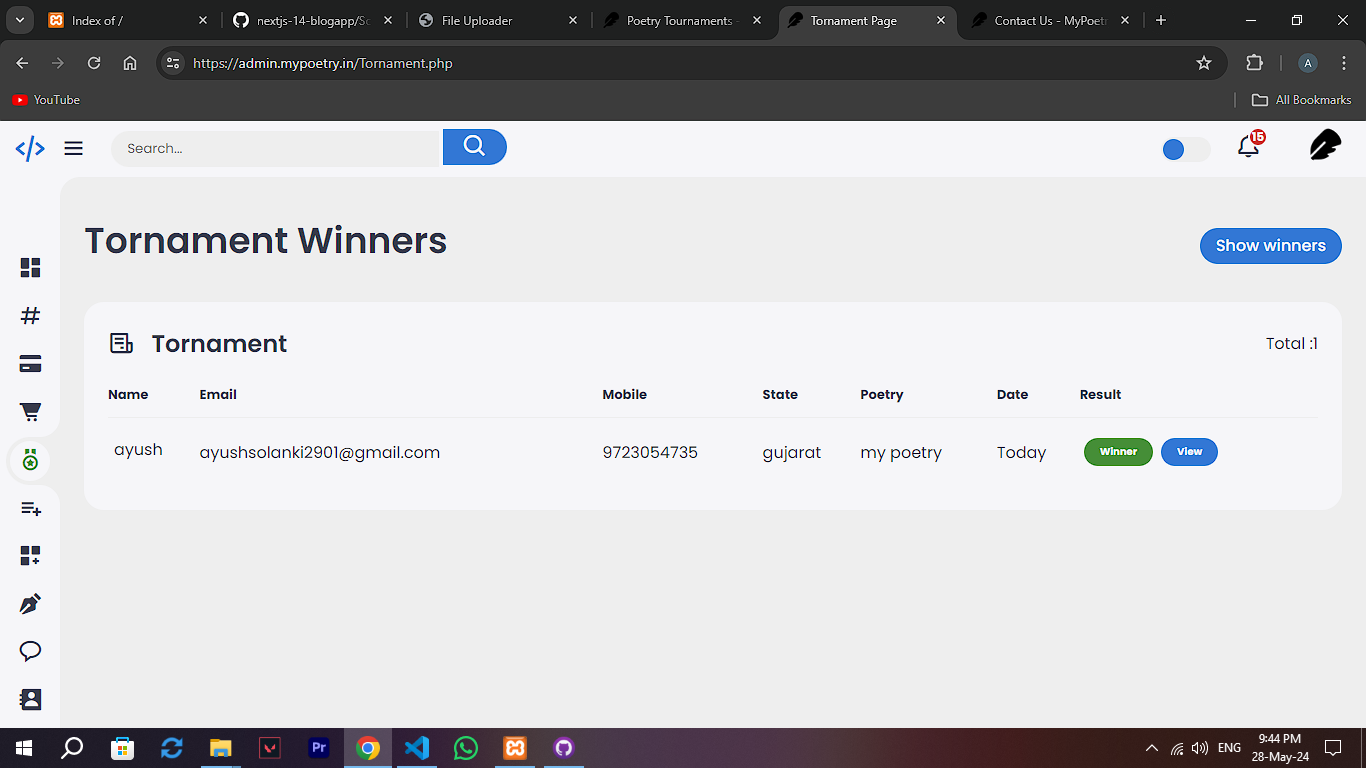 Index of /
nextjs-14-blogapp/Sc
File Uploader
Poetry Tournaments -
Tornament Page
Contact Us - MyPoetr
https://admin.mypoetry.in/Tornament.php
A
YouTube
All Bookmarks
Search...
15
Tornament Winners
Show winners
Tornament
Total :1
Name Email Mobile State Poetry Date Result
ayush ayushsolanki2901@gmail.com 9723054735 gujarat my poetry Today Winner View
Pr
ENG
9:44 PM
28-May-24